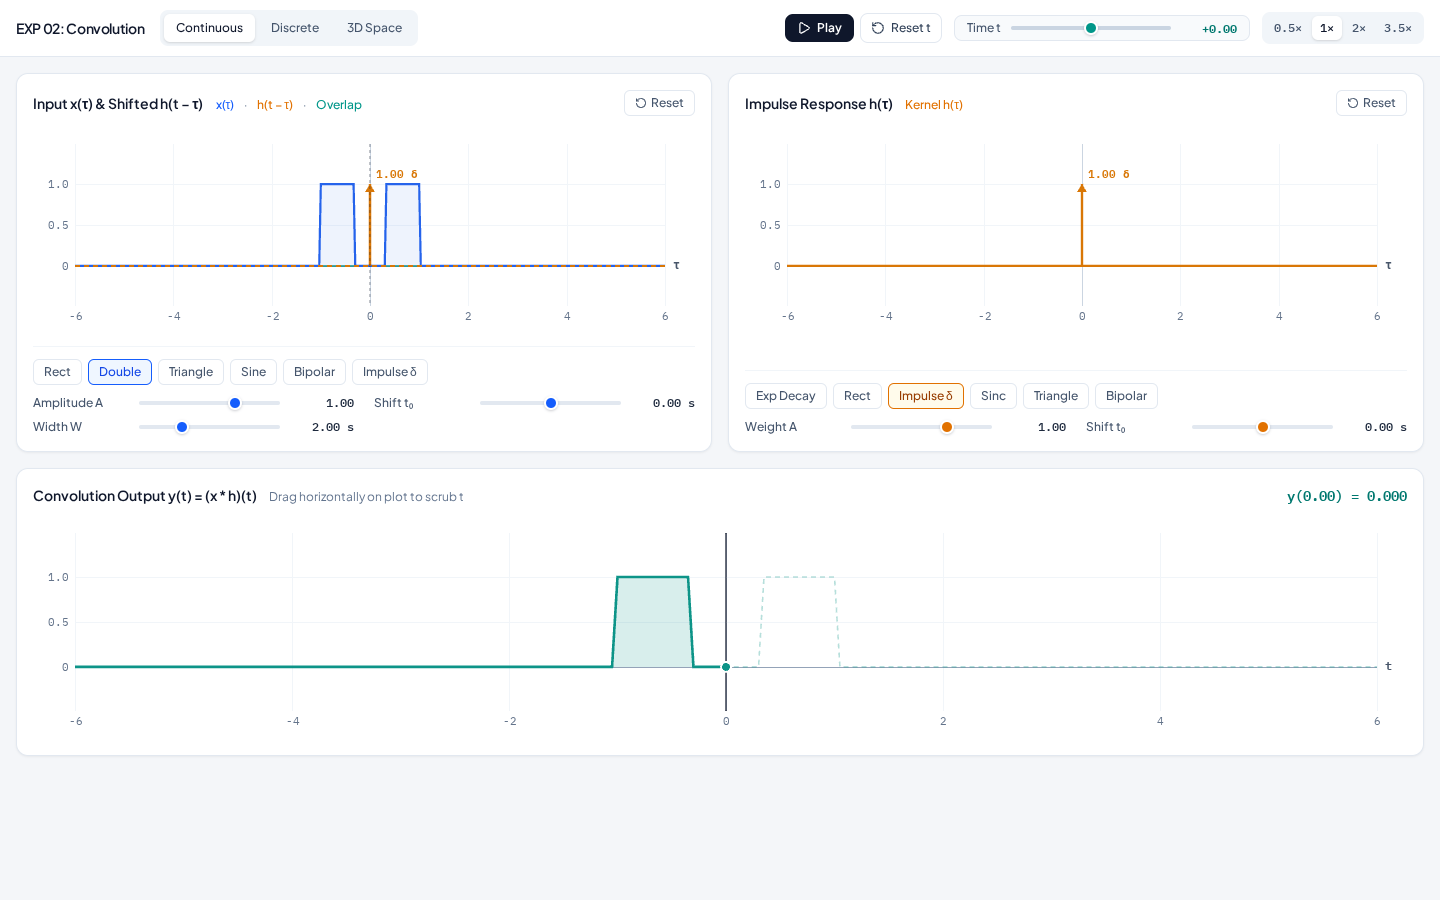 EXP 02: Convolution Continuous Discrete 3D Space Play Reset t Time t +0.00 0.5× 1× 2× 3.5×
Input x(τ) & Shifted h(t − τ) x(τ) · h(t − τ) · Overlap Reset
1.00 δ
1.0
0.5
0
τ
-6 -4 -2 0 2 4 6
Rect Double Triangle Sine Bipolar Impulse δ
Amplitude A 1.00 Shift t₀ 0.00 s
Width W 2.00 s
Impulse Response h(τ) Kernel h(τ) Reset
1.00 δ
1.0
0.5
0
τ
-6 -4 -2 0 2 4 6
Exp Decay Rect Impulse δ Sinc Triangle Bipolar
Weight A 1.00 Shift t₀ 0.00 s
Convolution Output y(t) = (x * h)(t) Drag horizontally on plot to scrub t y(0.00) = 0.000
1.0
0.5
0
t
-6 -4 -2 0 2 4 6